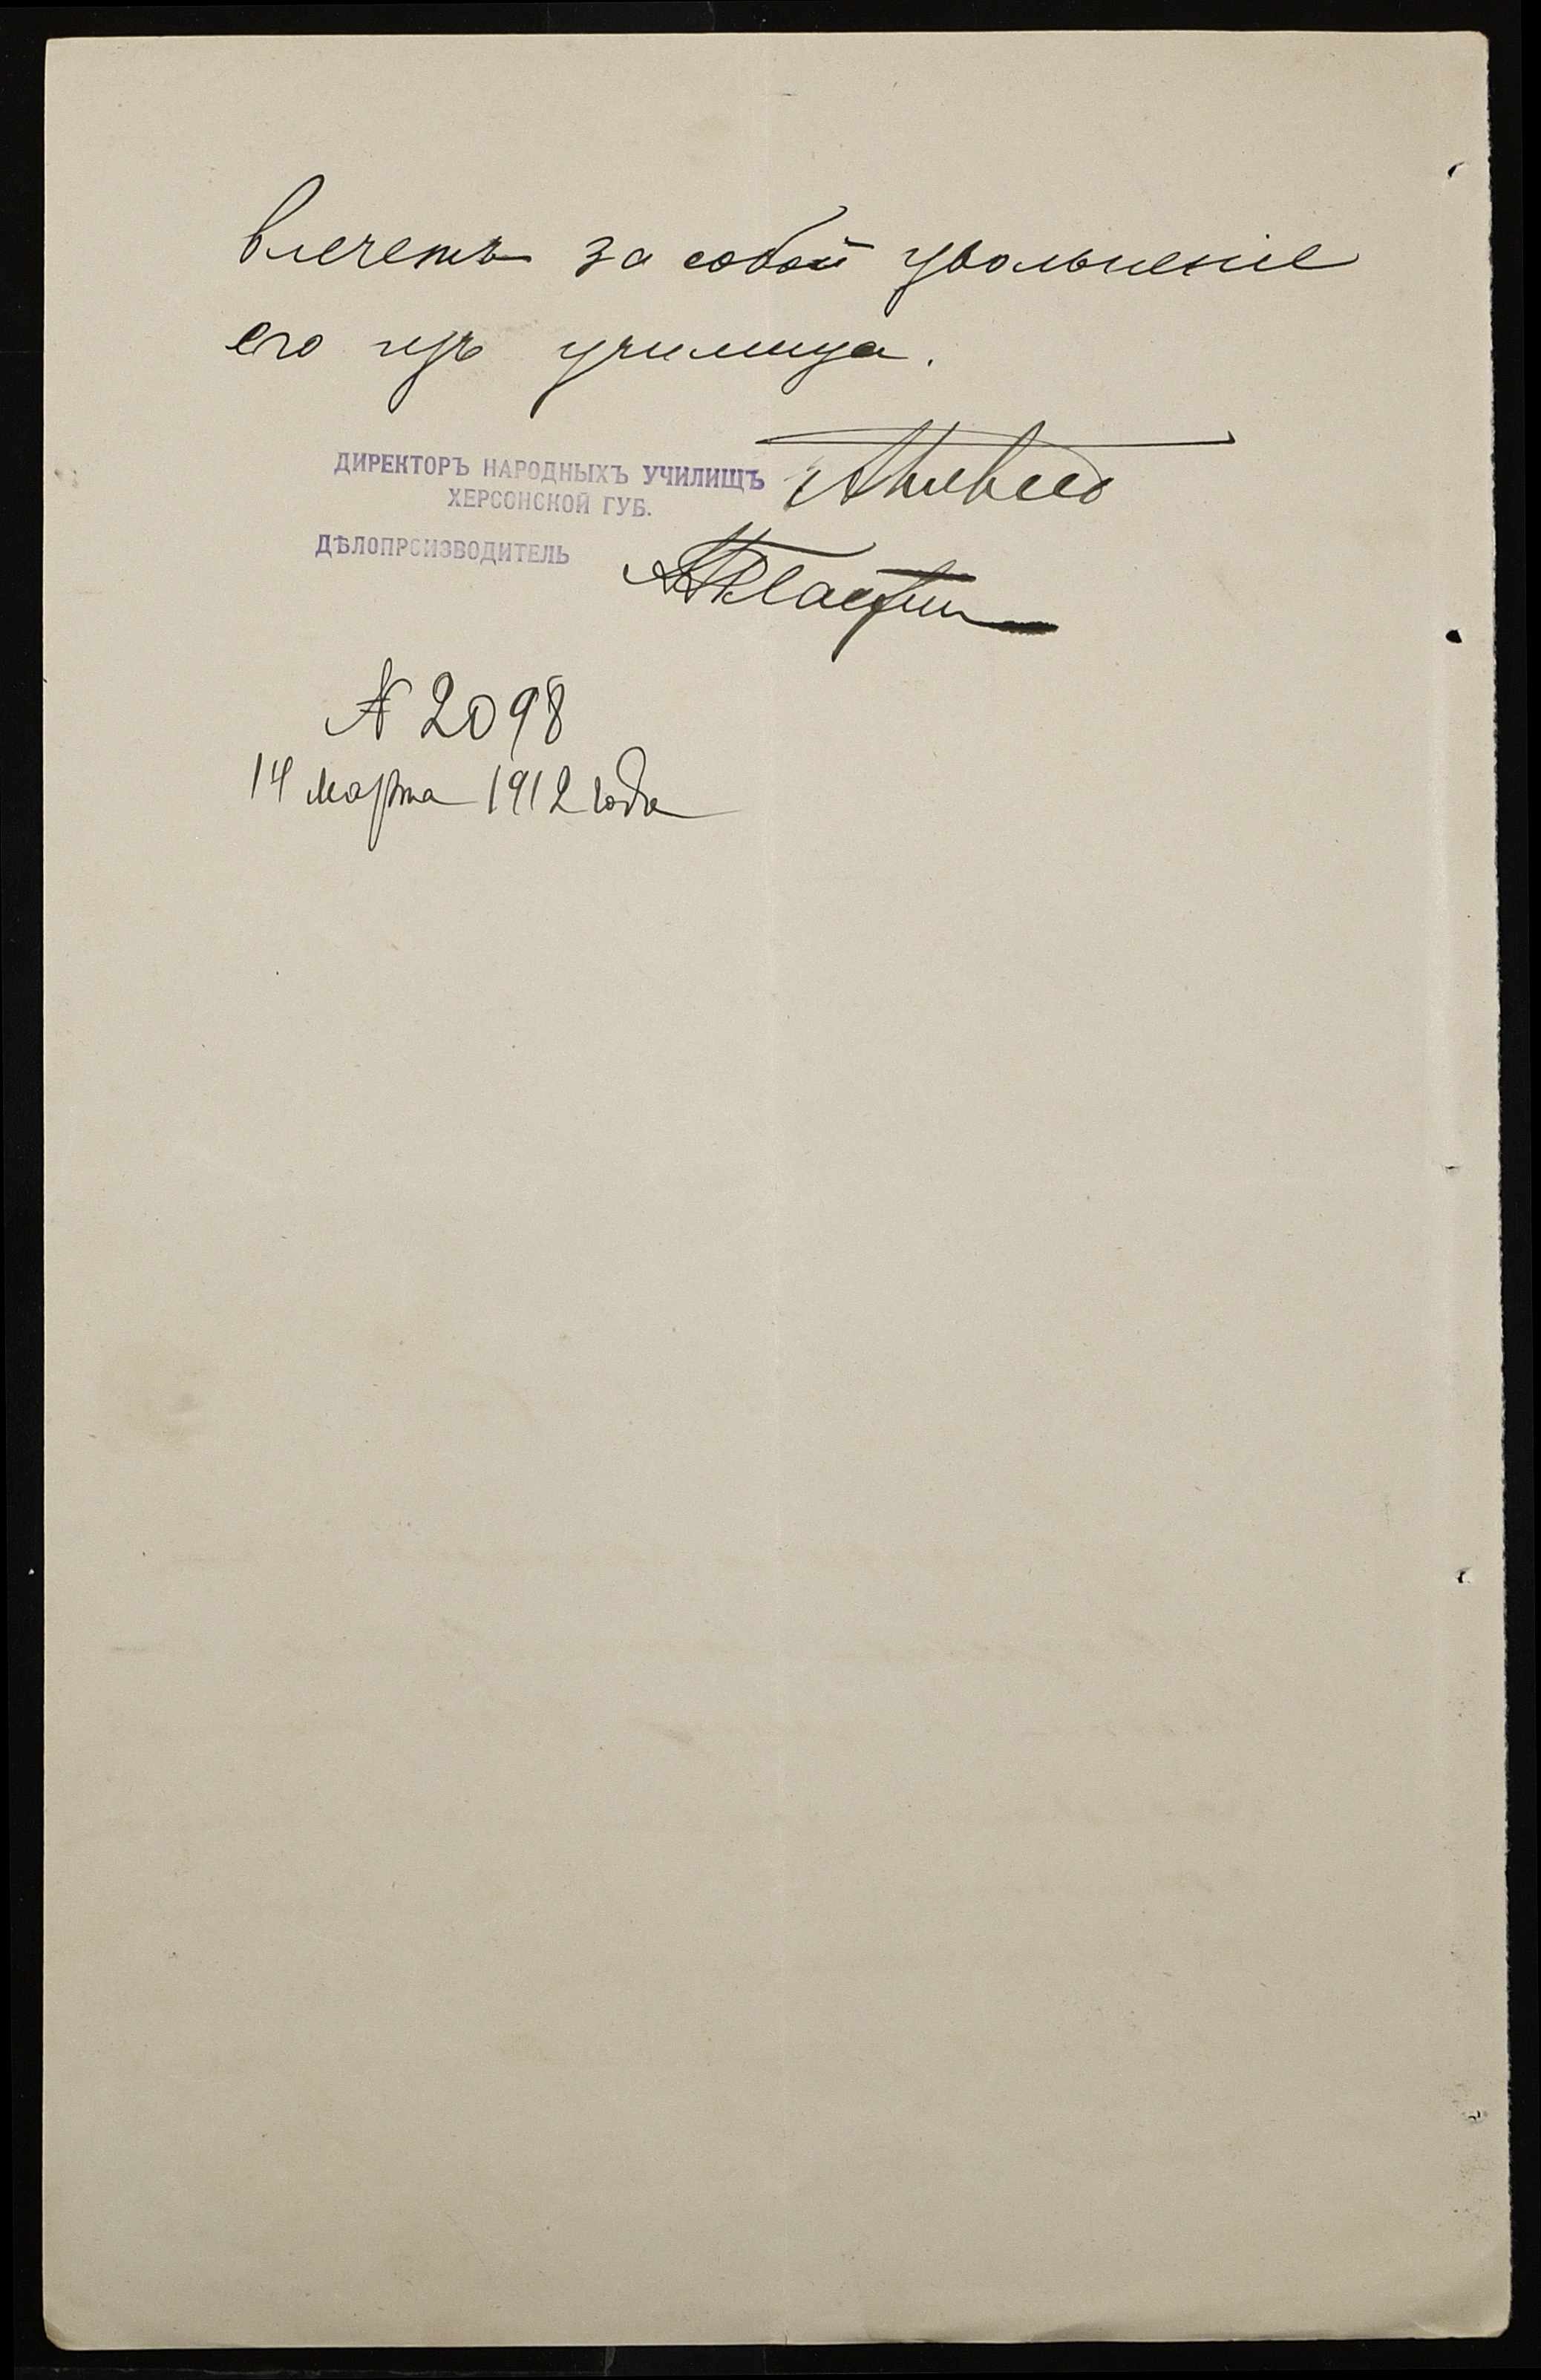 влечетъ за собой увольненіе
его изъ училища.
ДИРЕКТОРЪ НАРОДНЫХЪ УЧИЛИЩЪ
ХЕРСОНСКОЙ ГУБ.
ДѢЛОПРОИЗВОДИТЕЛЬ
№ 2098
14 марта 1912 года